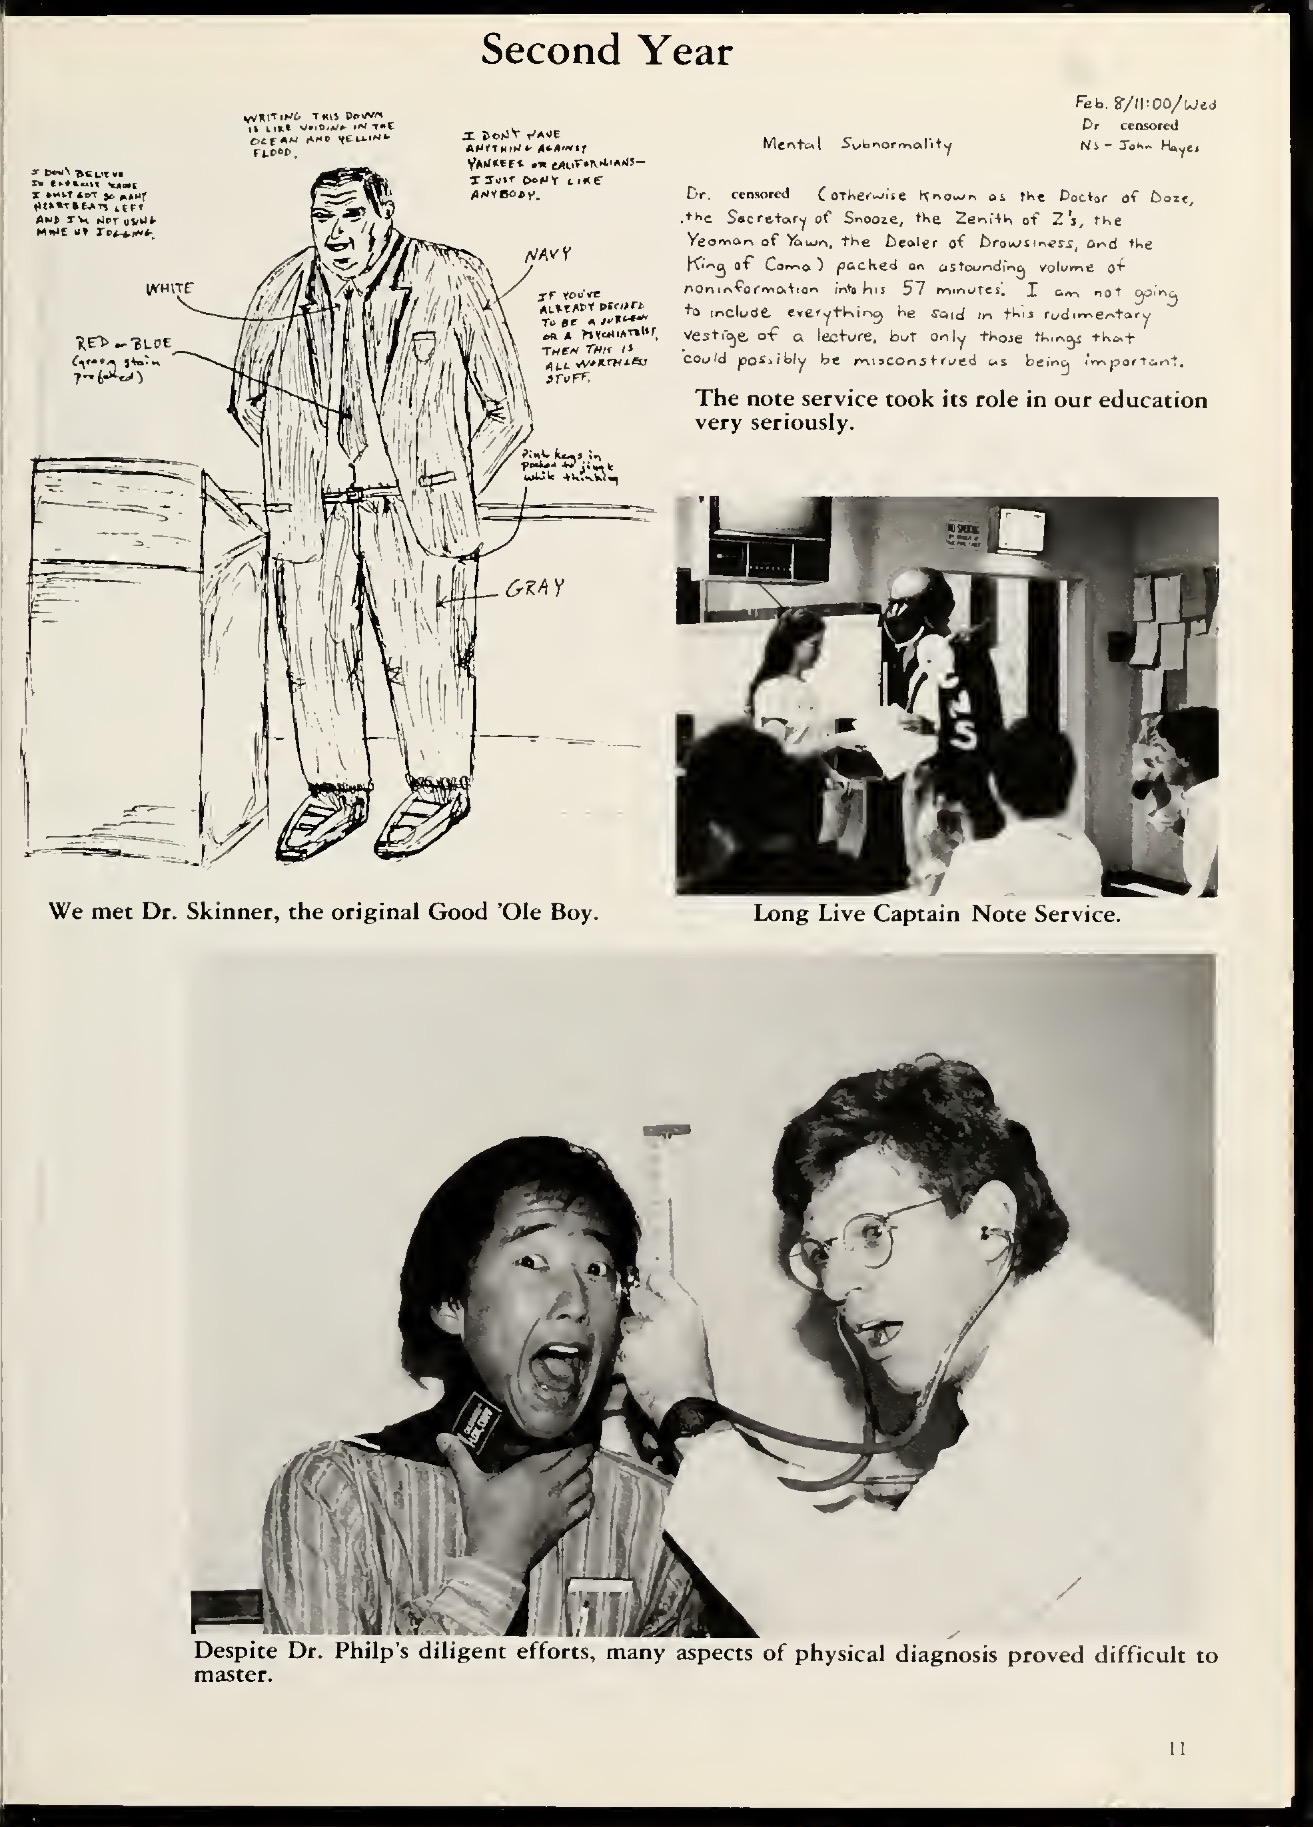 Second Year
WRITING THIS DOWN
IS LIKE VOIDING IN THE
OCEAN AND YELLING
FLOOD.
I DON'T HAVE
ANYTHING AGAINST
YANKEES OR CALIFORNIANS—
I JUST DON'T LIKE
ANYBODY.
I DON'T BELIEVE
IN EXERCISE
I JUST GOT SO MANY
HEARTBEATS LEFT
AND I'M NOT USING
MINE UP JOGGING.
NAVY
WHITE
IF YOU'VE
ALREADY DECIDED
TO BE A SURGEON
OR A PSYCHIATRIST,
THEN THIS IS
ALL WORTHLESS
STUFF.
RED or BLUE
(gravy stain
preferred)
keys in
pocket to jingle
while thinking
GRAY
We met Dr. Skinner, the original Good 'Ole Boy.
Feb. 8/11:00/Wed
Dr censored
NS - John Hayes
Mental Subnormality
Dr. censored (otherwise known as the Doctor of Doze,
the Secretary of Snooze, the Zenith of Z's, the
Yeoman of Yawn, the Dealer of Drowsiness, and the
King of Coma) packed an astounding volume of
noninformation into his 57 minutes. I am not going
to include everything he said in this rudimentary
vestige of a lecture, but only those things that
could possibly be misconstrued as being important.
The note service took its role in our education
very seriously.
NO SMOKING
NS
Long Live Captain Note Service.
Despite Dr. Philp's diligent efforts, many aspects of physical diagnosis proved difficult to
master.
11